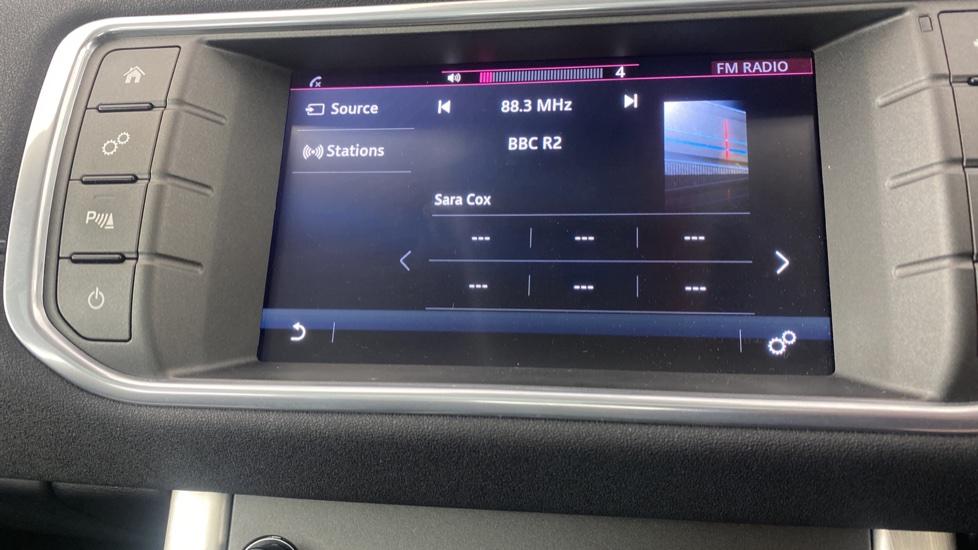 4 FM RADIO
Source 88.3 MHz
Stations BBC R2
Sara Cox
--- --- ---
--- --- ---
P